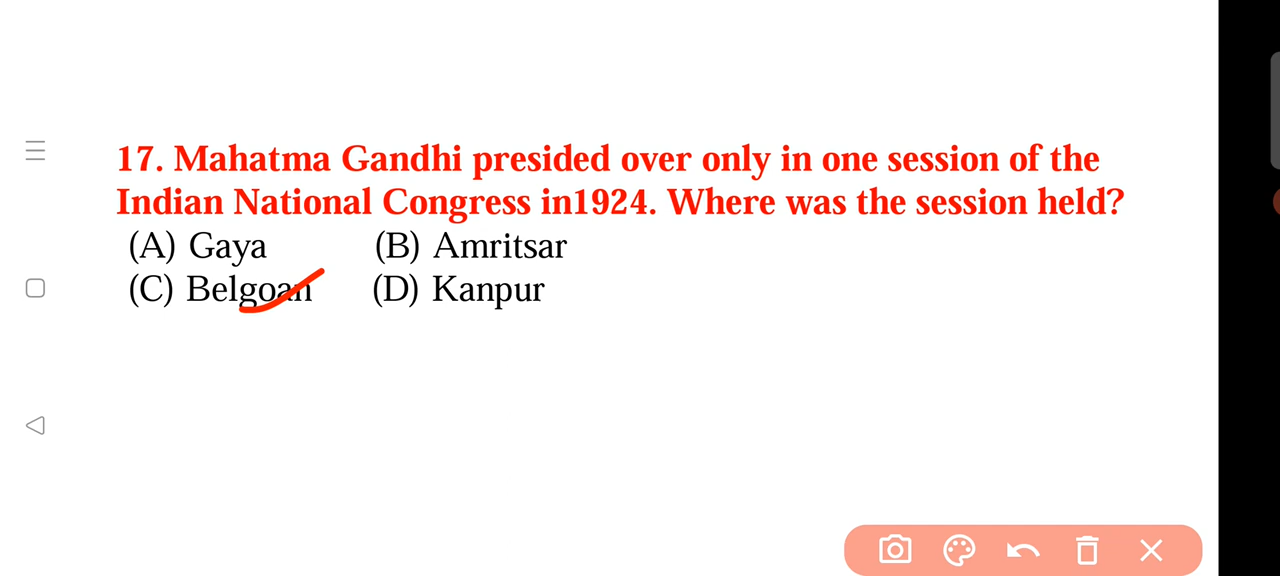 17. Mahatma Gandhi presided over only in one session of the
Indian National Congress in1924. Where was the session held?
(A) Gaya (B) Amritsar
(C) Belgoan (D) Kanpur